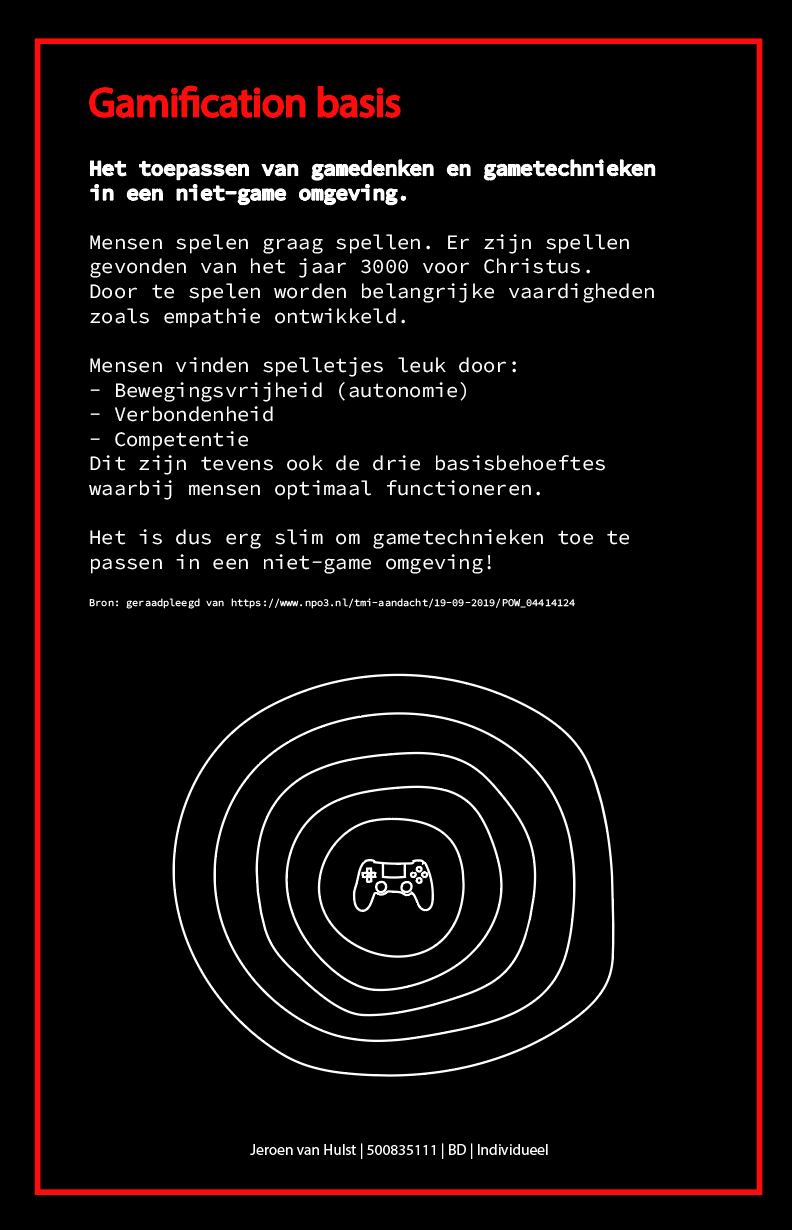 Gamification basis
Het toepassen van gamedenken en gametechnieken
in een niet-game omgeving.
Mensen spelen graag spellen. Er zijn spellen
gevonden van het jaar 3000 voor Christus.
Door te spelen worden belangrijke vaardigheden
zoals empathie ontwikkeld.
Mensen vinden spelletjes leuk door:
- Bewegingsvrijheid (autonomie)
- Verbondenheid
- Competentie
Dit zijn tevens ook de drie basisbehoeftes
waarbij mensen optimaal functioneren.
Het is dus erg slim om gametechnieken toe te
passen in een niet-game omgeving!
Bron: geraadpleegd van https://www.npo3.nl/tmi-aandacht/19-09-2019/POW_04414124
Jeroen van Hulst | 500835111 | BD | Individueel